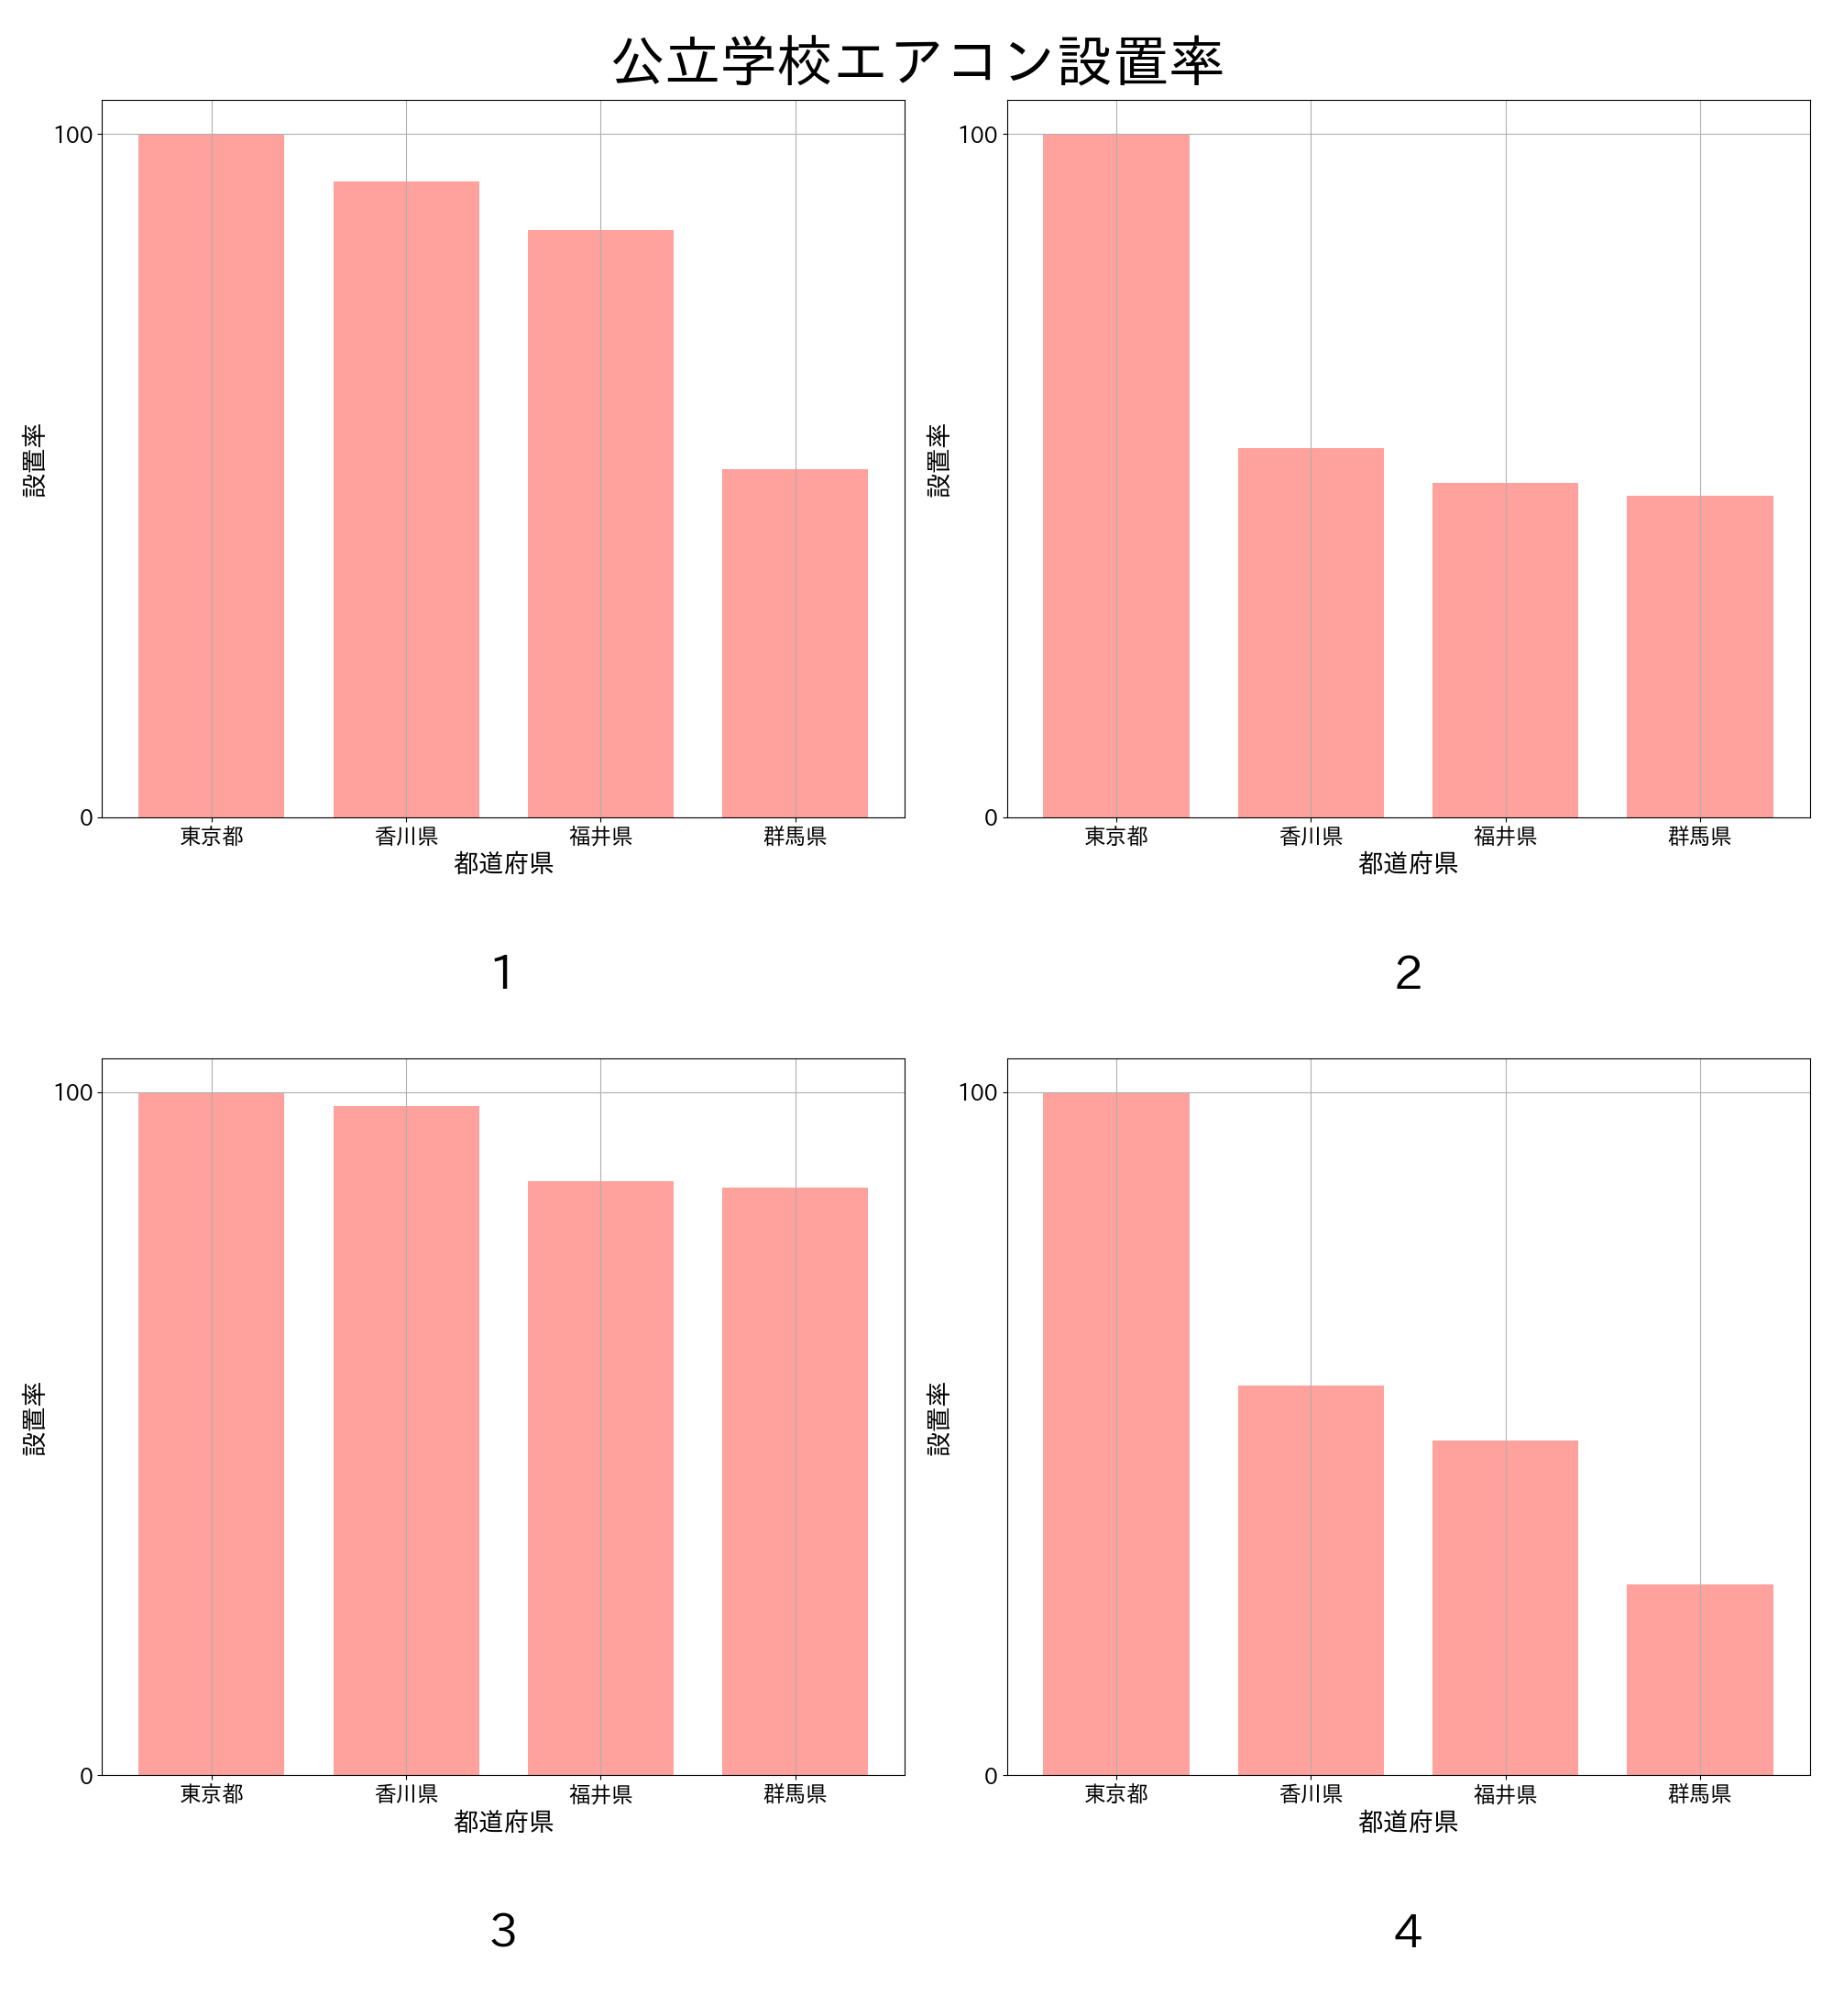 公立学校エアコン設置率
100
0
設置率
東京都 香川県 福井県 群馬県
都道府県
1
100
0
設置率
東京都 香川県 福井県 群馬県
都道府県
2
100
0
設置率
東京都 香川県 福井県 群馬県
都道府県
3
100
0
設置率
東京都 香川県 福井県 群馬県
都道府県
4